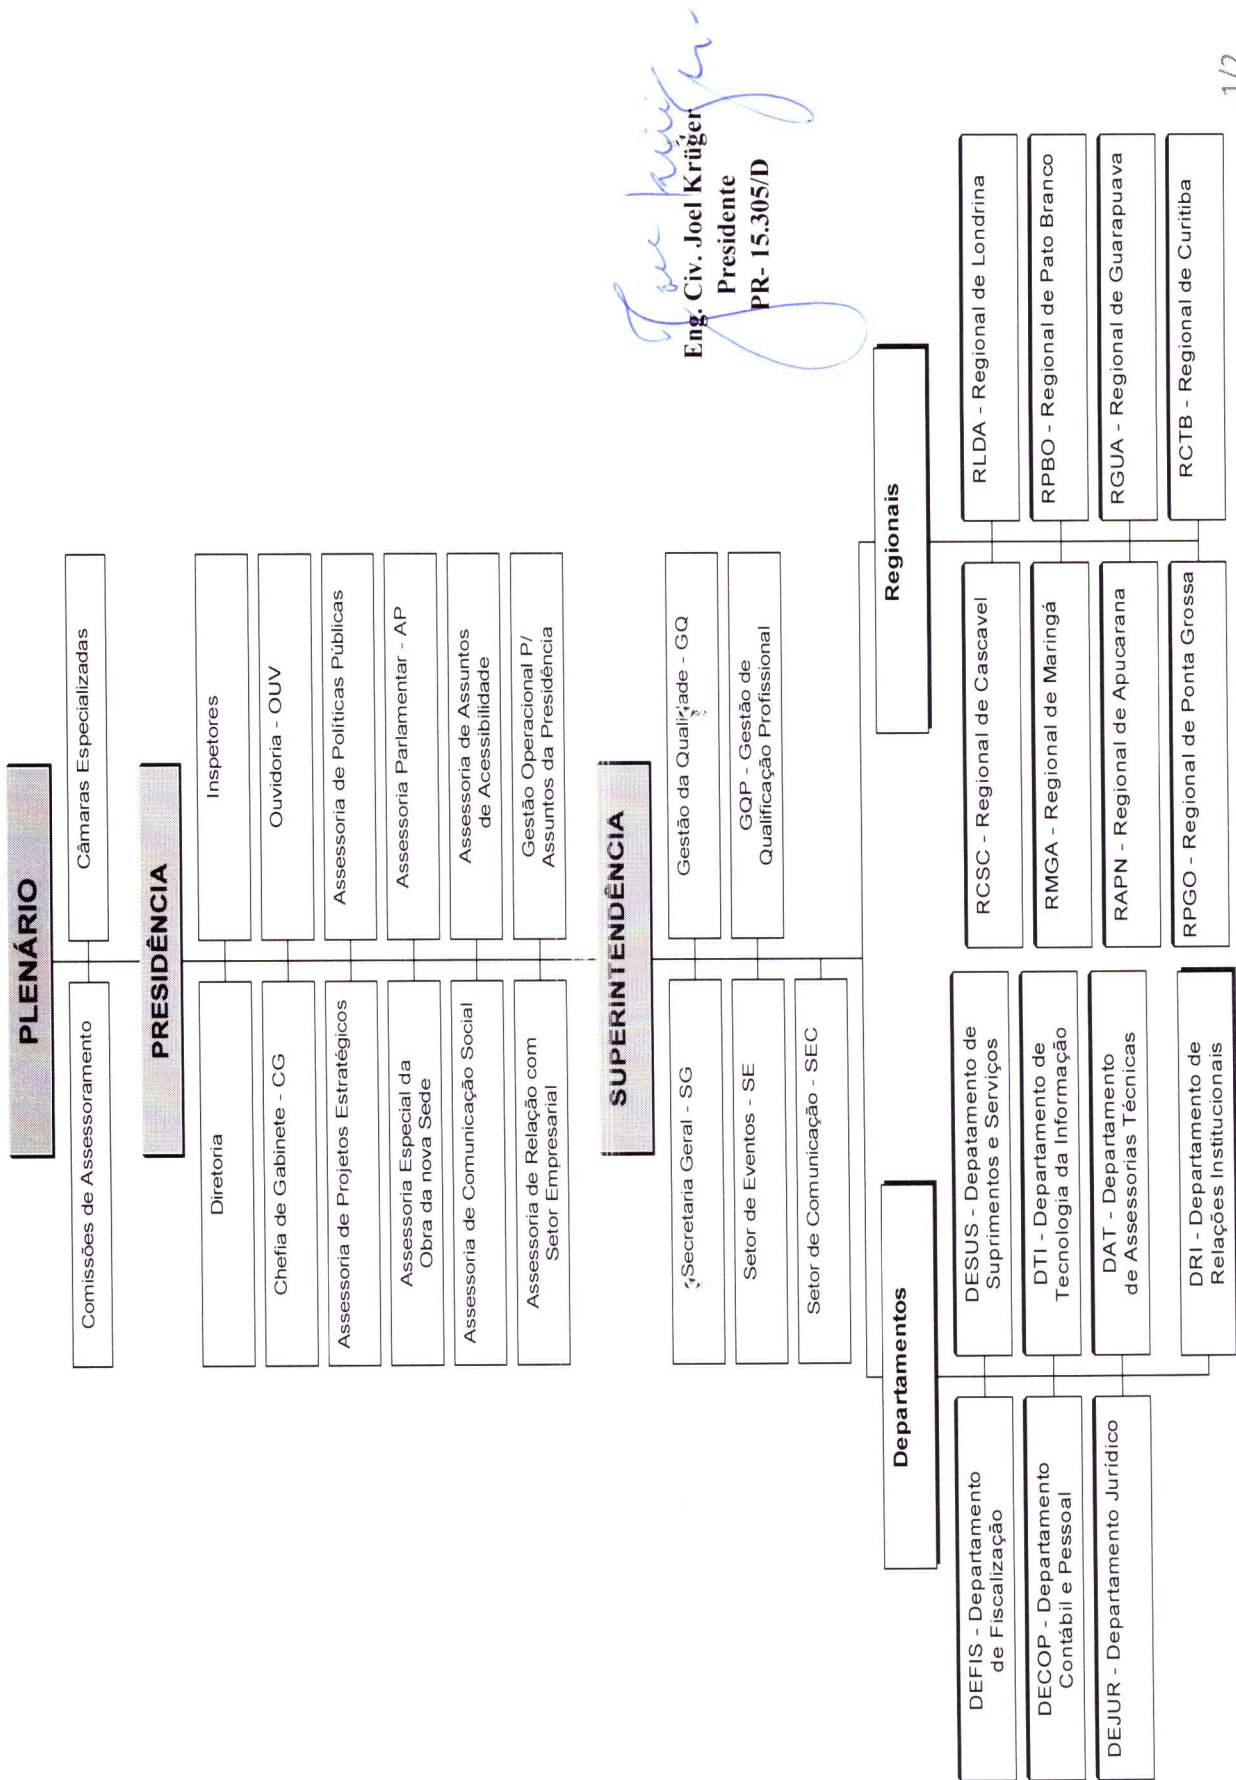 PLENÁRIO
Comissões de Assessoramento
Câmaras Especializadas
PRESIDÊNCIA
Diretoria
Inspetores
Chefia de Gabinete - CG
Ouvidoria - OUV
Assessoria de Projetos Estratégicos
Assessoria de Políticas Públicas
Assessoria Especial da
Obra da nova Sede
Assessoria Parlamentar - AP
Assessoria de Comunicação Social
Assessoria de Assuntos
de Acessibilidade
Assessoria de Relação com
Setor Empresarial
Gestão Operacional P/
Assuntos da Presidência
SUPERINTENDÊNCIA
Secretaria Geral - SG
Gestão da Qualidade - GQ
Setor de Eventos - SE
GQP - Gestão de
Qualificação Profissional
Setor de Comunicação - SEC
Eng. Civ. Joel Krüger
Presidente
PR- 15.305/D
Departamentos
DEFIS - Departamento
de Fiscalização
DESUS - Depatamento de
Suprimentos e Serviços
DECOP - Departamento
Contábil e Pessoal
DTI - Departamento de
Tecnologia da Informação
DEJUR - Departamento Jurídico
DAT - Departamento
de Assessorias Técnicas
DRI - Departamento de
Relações Institucionais
Regionais
RCSC - Regional de Cascavel
RLDA - Regional de Londrina
RMGA - Regional de Maringá
RPBO - Regional de Pato Branco
RAPN - Regional de Apucarana
RGUA - Regional de Guarapuava
RPGO - Regional de Ponta Grossa
RCTB - Regional de Curitiba
1/2